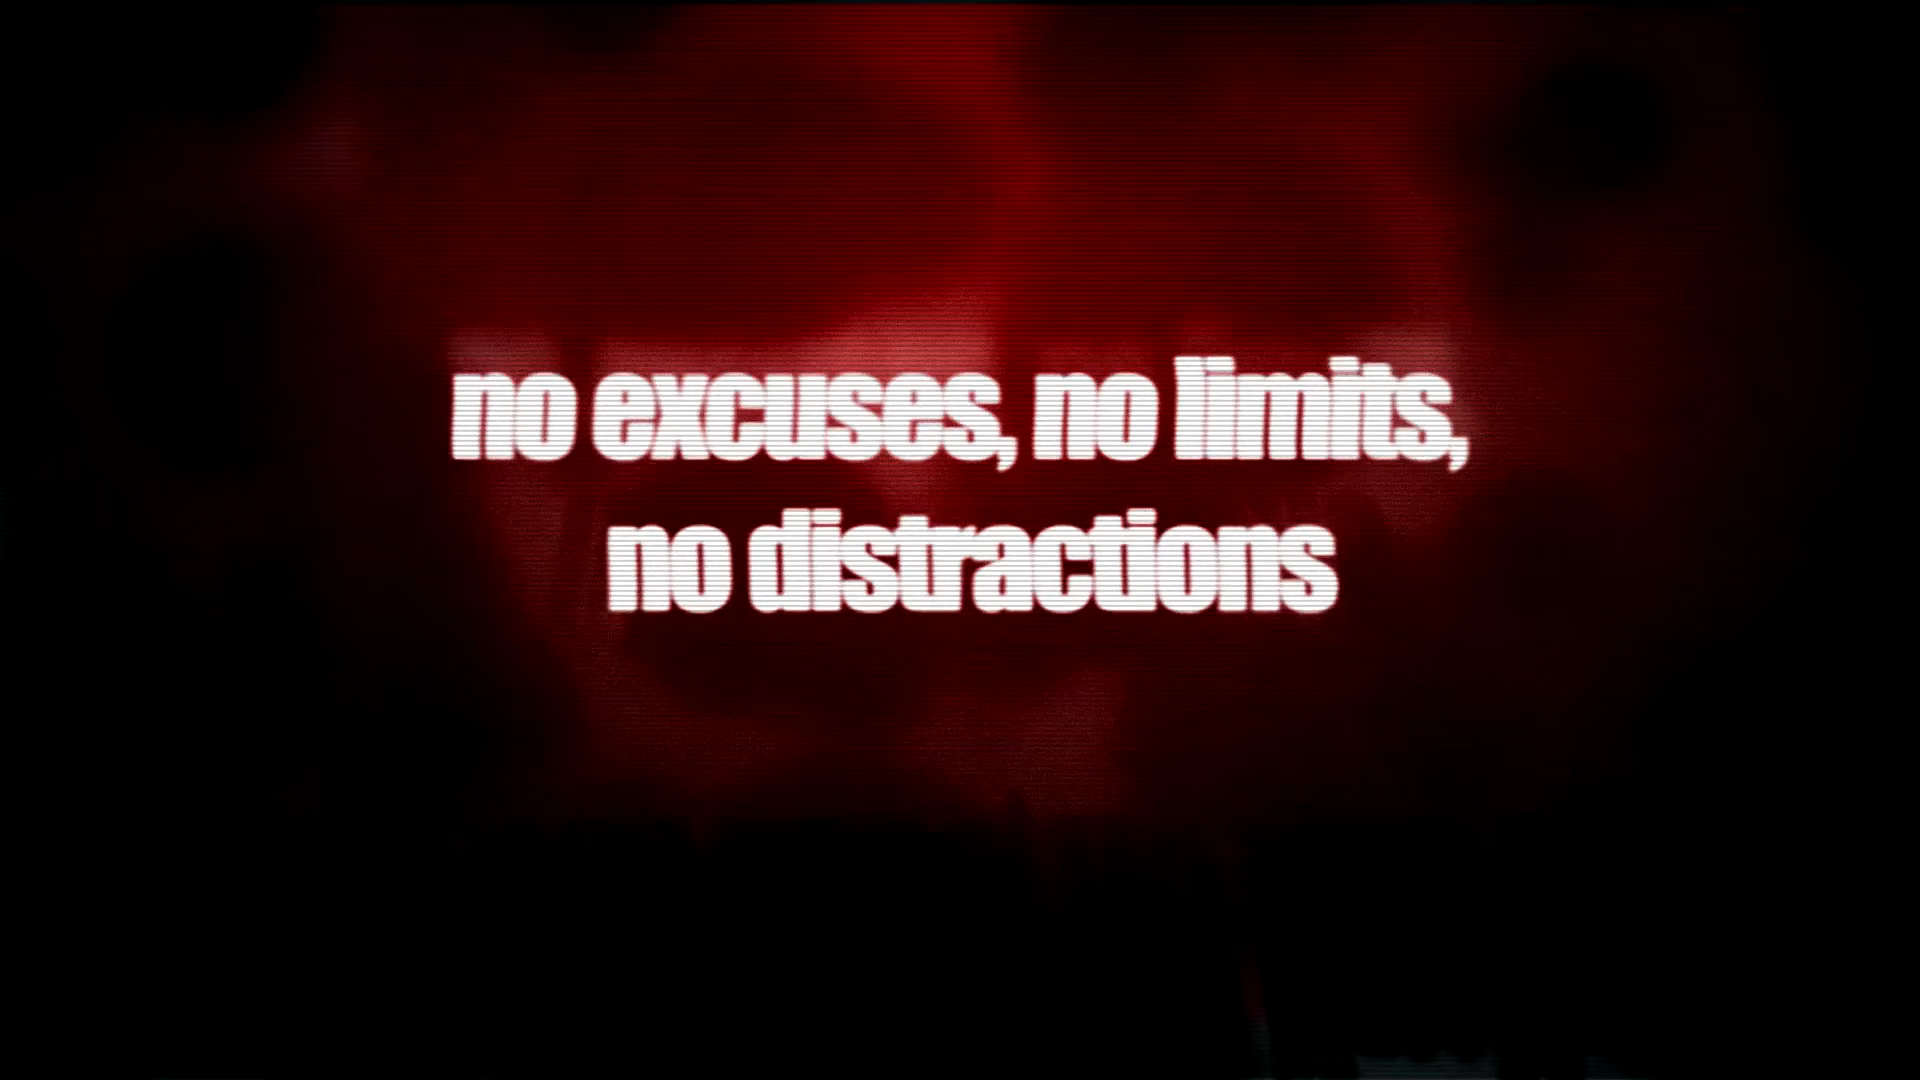 no excuses, no limits,
no distractions